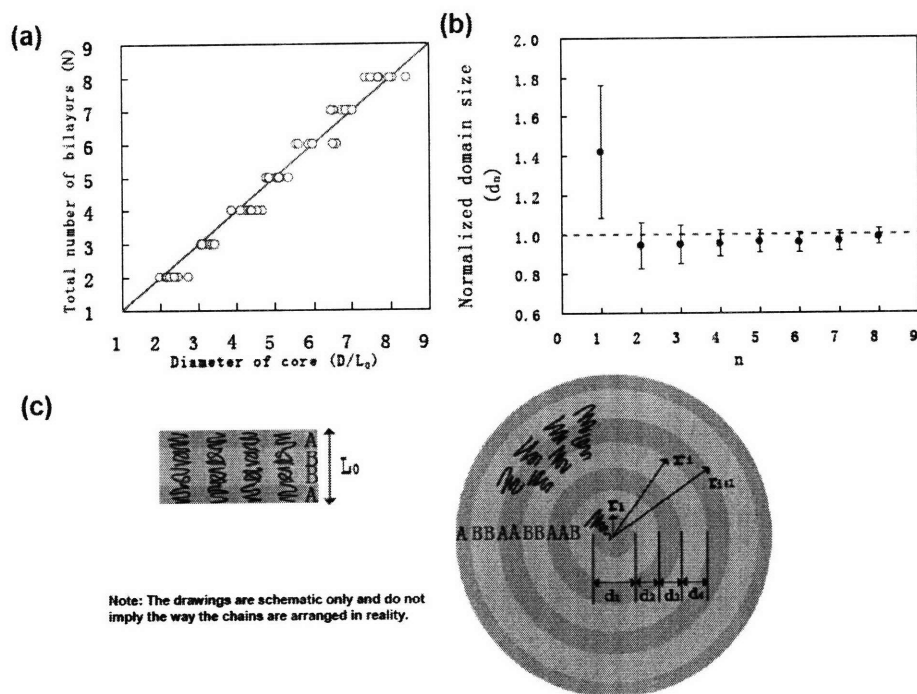 (a)
Total number of bilayers (N)
9
8
7
6
5
4
3
2
1
1 2 3 4 5 6 7 8 9
Diameter of core (D/L₀)
(b)
Normalized domain size
(dₙ)
2.0
1.8
1.6
1.4
1.2
1.0
0.8
0.6
0 1 2 3 4 5 6 7 8 9
n
(c)
A
B
B
A
L₀
Note: The drawings are schematic only and do not
imply the way the chains are arranged in reality.
A BB AA BB AAB
r₁
rᵢ
rᵢ₊₁
d₁ d₂ d₃ d₄